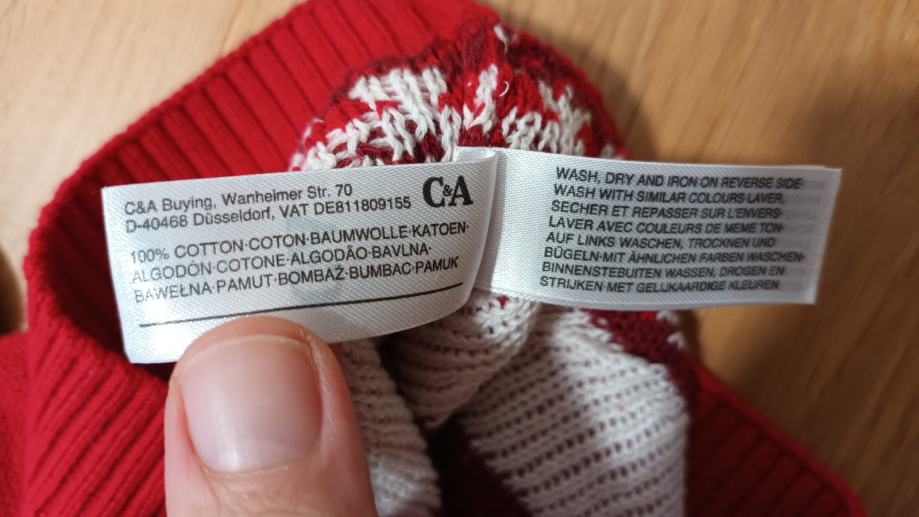 C&A Buying, Wanheimer Str. 70
D-40468 Düsseldorf, VAT DE811809155
C&A
100% COTTON·COTON·BAUMWOLLE·KATOEN·
ALGODÓN·COTONE·ALGODÃO·BAVLNA·
BAWEŁNA·PAMUT·BOMBAŽ·BUMBAC·PAMUK
WASH, DRY AND IRON ON REVERSE SIDE·
WASH WITH SIMILAR COLOURS·LAVER,
SECHER ET REPASSER SUR L'ENVERS·
LAVER AVEC COULEURS DE MEME TON·
AUF LINKS WASCHEN, TROCKNEN UND
BÜGELN·MIT ÄHNLICHEN FARBEN WASCHEN·
BINNENSTEBUITEN WASSEN, DROGEN EN
STRIJKEN·MET GELIJKAARDIGE KLEUREN